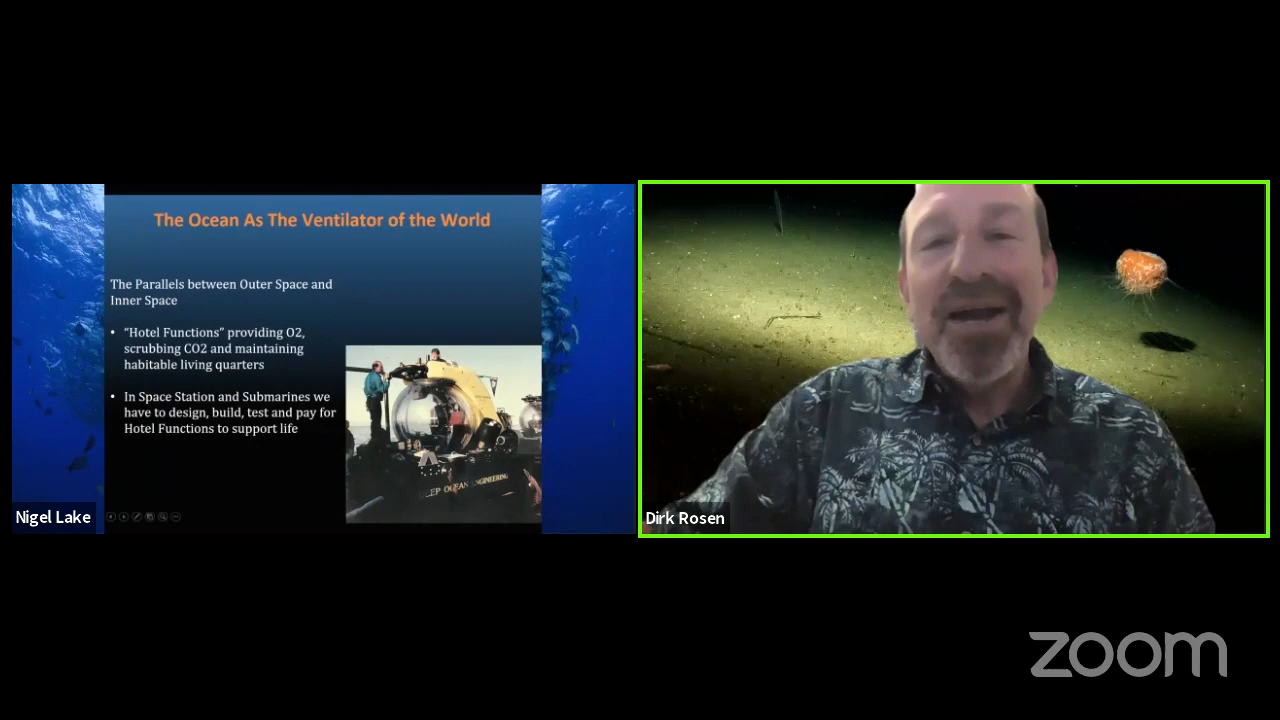 The Ocean As The Ventilator of the World
The Parallels between Outer Space and
Inner Space
• "Hotel Functions" providing O2,
scrubbing CO2 and maintaining
habitable living quarters
• In Space Station and Submarines we
have to design, build, test and pay for
Hotel Functions to support life
DEEP OCEAN ENGINEERING
Nigel Lake
Dirk Rosen
zoom